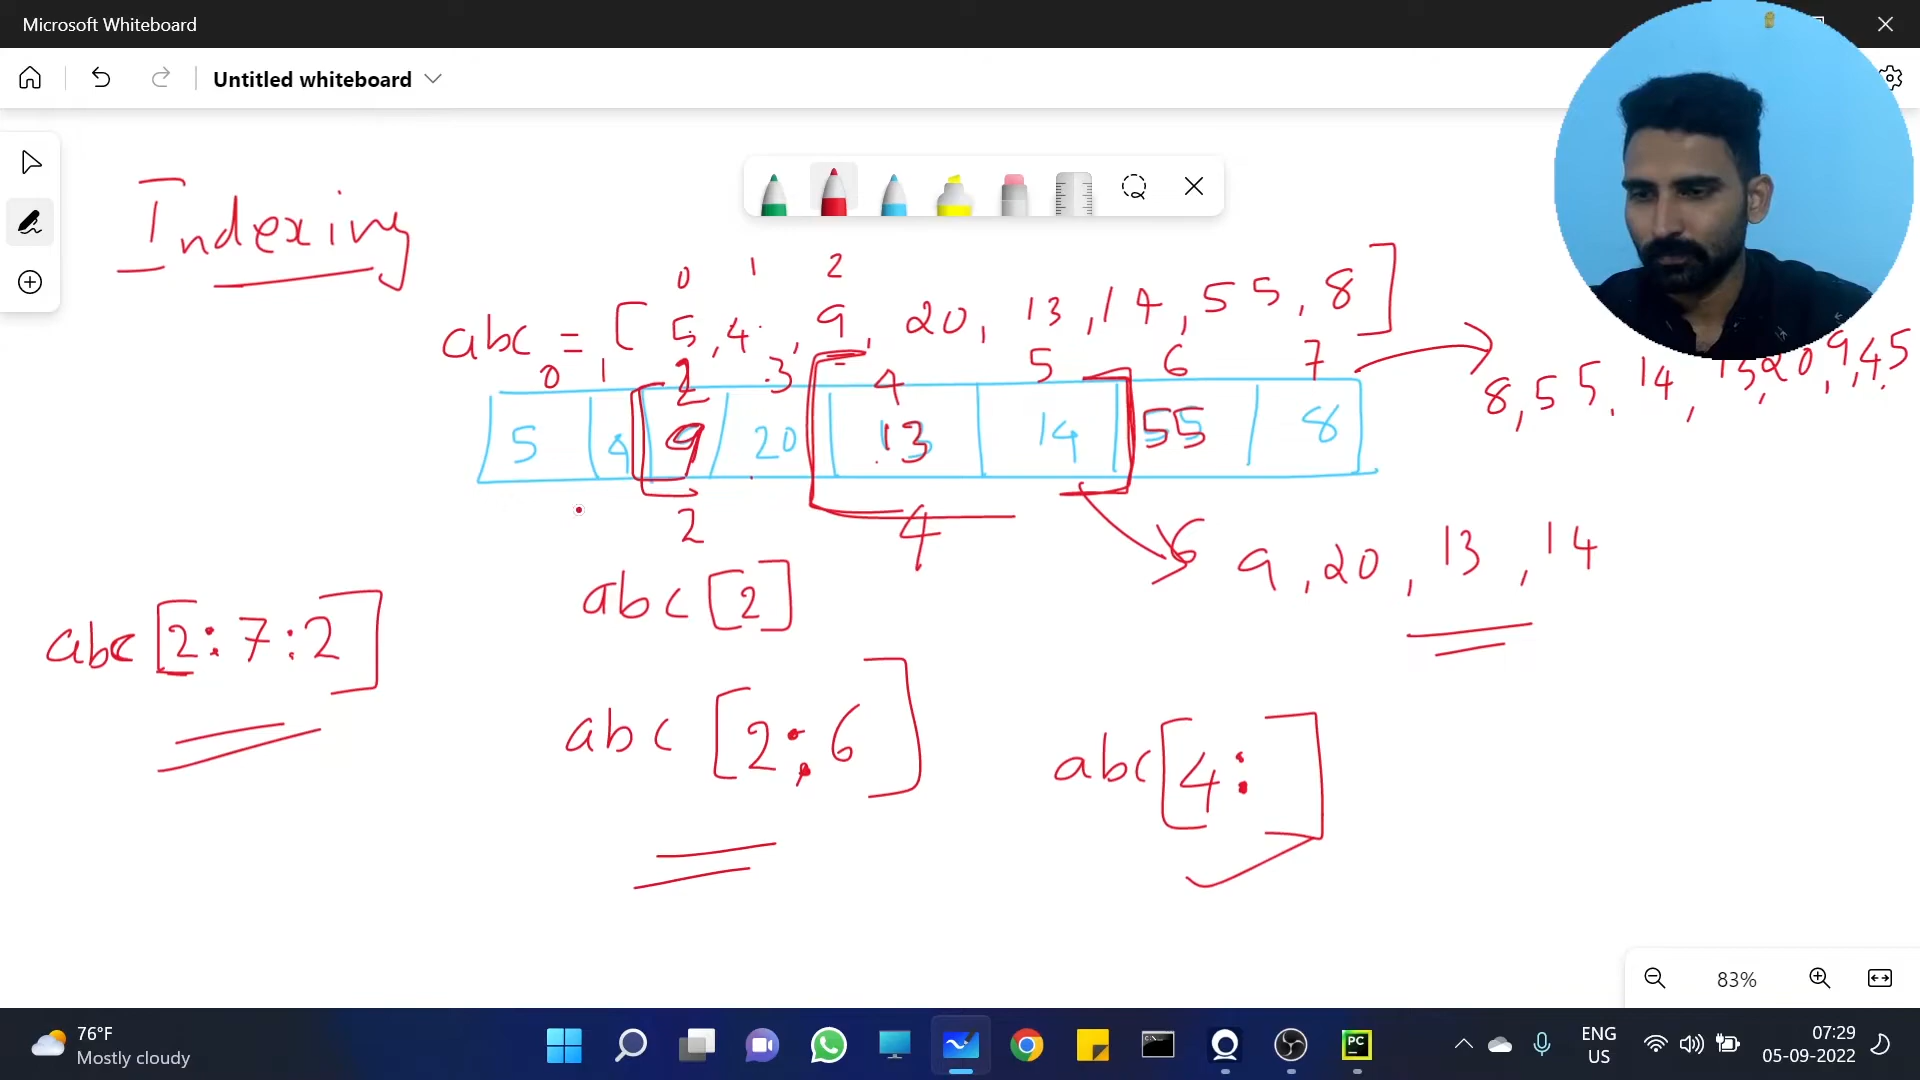 Microsoft Whiteboard
Untitled whiteboard
Indexing
0 1 2
abc = [5, 4, 9, 20, 13, 14, 55, 8]
0 1 2 3 4 5 6 7
5 4 9 20 13 14 55 8
8, 55, 14, 13, 20, 9, 4, 5
2 4 6
9, 20, 13, 14
abc[2]
abc[2:7:2]
abc[2:6]
abc[4:]
83%
76°F
Mostly cloudy
PC
ENG
US
07:29
05-09-2022